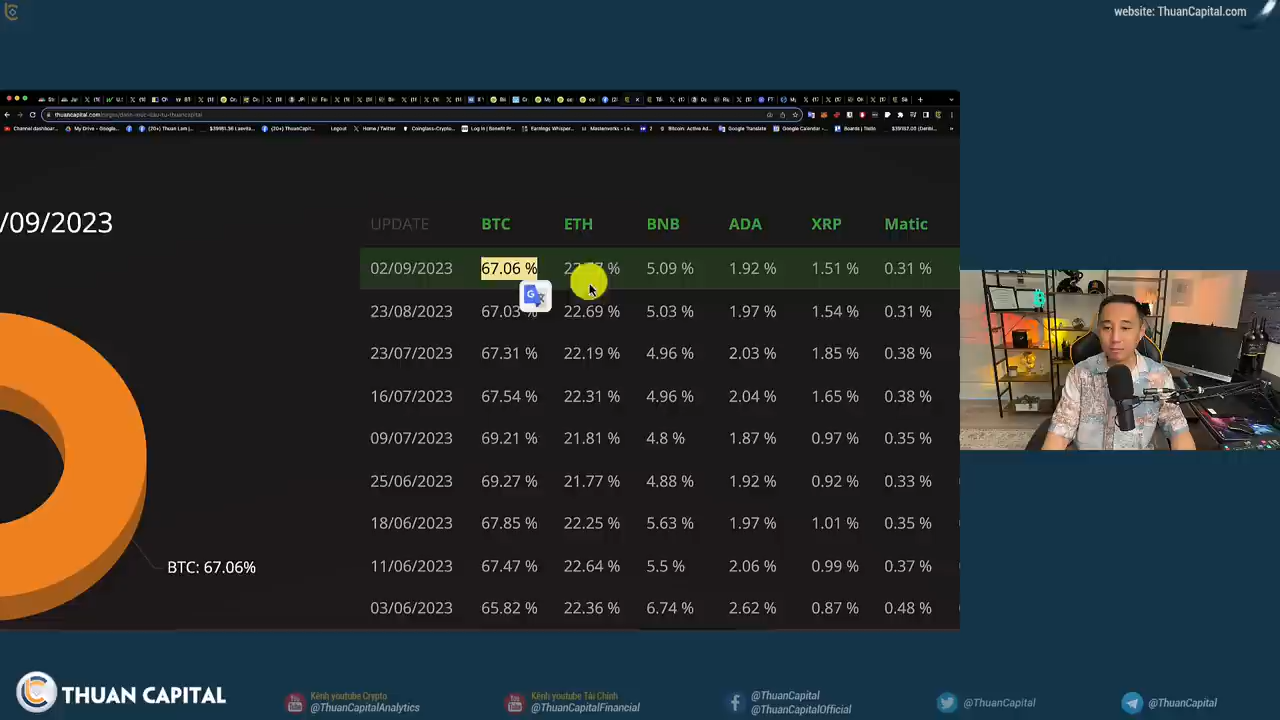 website: ThuanCapital.com
/09/2023
UPDATE BTC ETH BNB ADA XRP Matic
02/09/2023 67.06 % % 5.09 % 1.92 % 1.51 % 0.31 %
23/08/2023 67.03 % 22.69 % 5.03 % 1.97 % 1.54 % 0.31 %
23/07/2023 67.31 % 22.19 % 4.96 % 2.03 % 1.85 % 0.38 %
16/07/2023 67.54 % 22.31 % 4.96 % 2.04 % 1.65 % 0.38 %
09/07/2023 69.21 % 21.81 % 4.8 % 1.87 % 0.97 % 0.35 %
25/06/2023 69.27 % 21.77 % 4.88 % 1.92 % 0.92 % 0.33 %
18/06/2023 67.85 % 22.25 % 5.63 % 1.97 % 1.01 % 0.35 %
11/06/2023 67.47 % 22.64 % 5.5 % 2.06 % 0.99 % 0.37 %
03/06/2023 65.82 % 22.36 % 6.74 % 2.62 % 0.87 % 0.48 %
BTC: 67.06%
THUAN CAPITAL
Kênh youtube Crypto
@ThuanCapitalAnalytics
Kênh youtube Tài Chính
@ThuanCapitalFinancial
@ThuanCapital
@ThuanCapitalOfficial
@ThuanCapital
@ThuanCapital